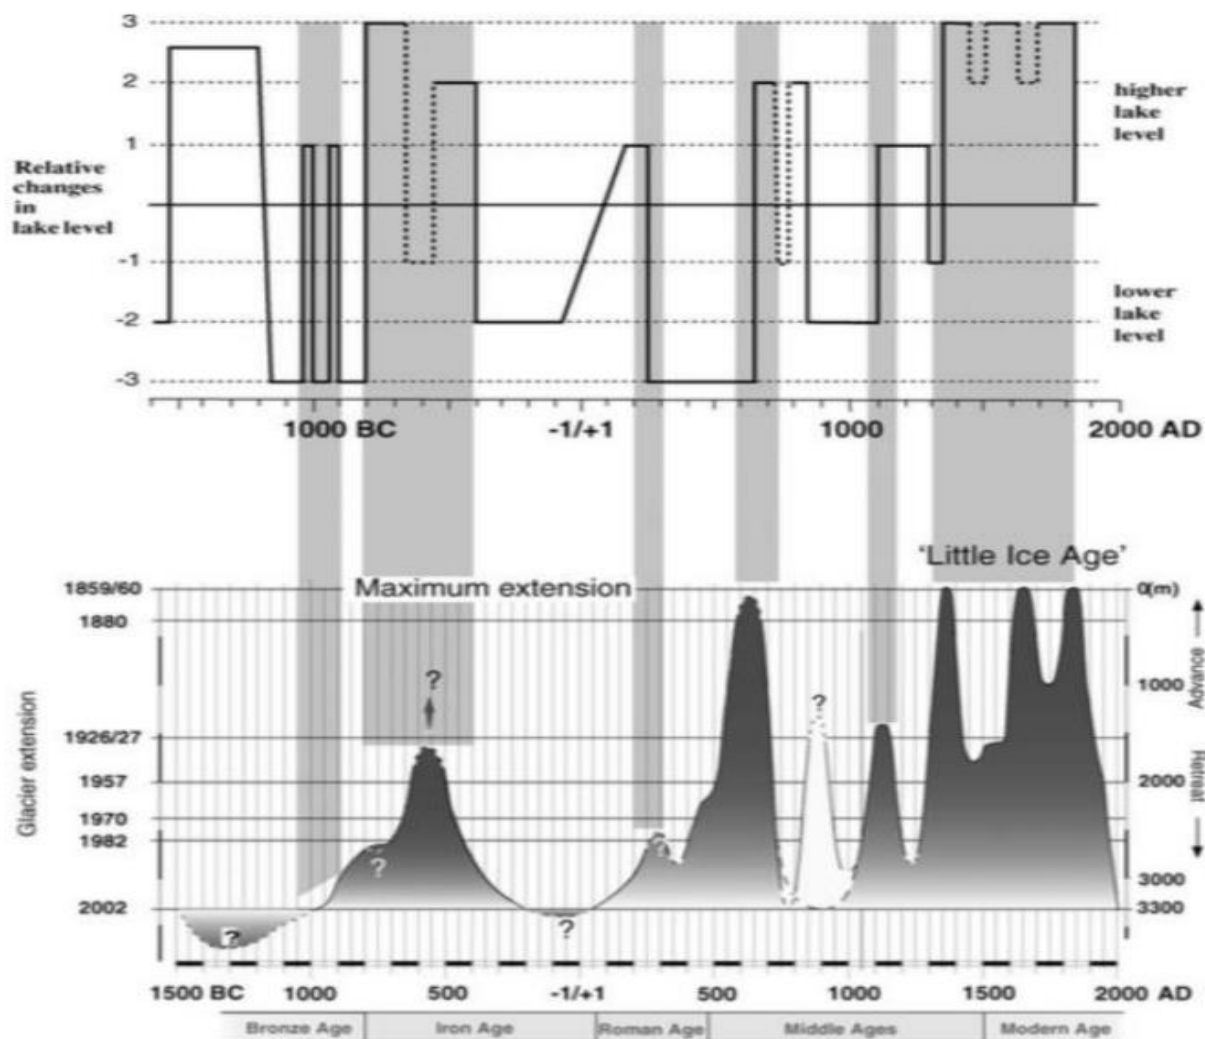 3
2
1
-1
-2
-3
Relative
changes
in
lake level
higher
lake
level
lower
lake
level
1000 BC
-1/+1
1000
2000 AD
'Little Ice Age'
Maximum extension
1859/60
1880
1926/27
1957
1970
1982
2002
Glacier extension
0(m)
1000
2000
3000
3300
Advance
Retreat
?
?
?
?
?
?
1500 BC
1000
500
-1/+1
500
1000
1500
2000 AD
Bronze Age
Iron Age
Roman Age
Middle Ages
Modern Age